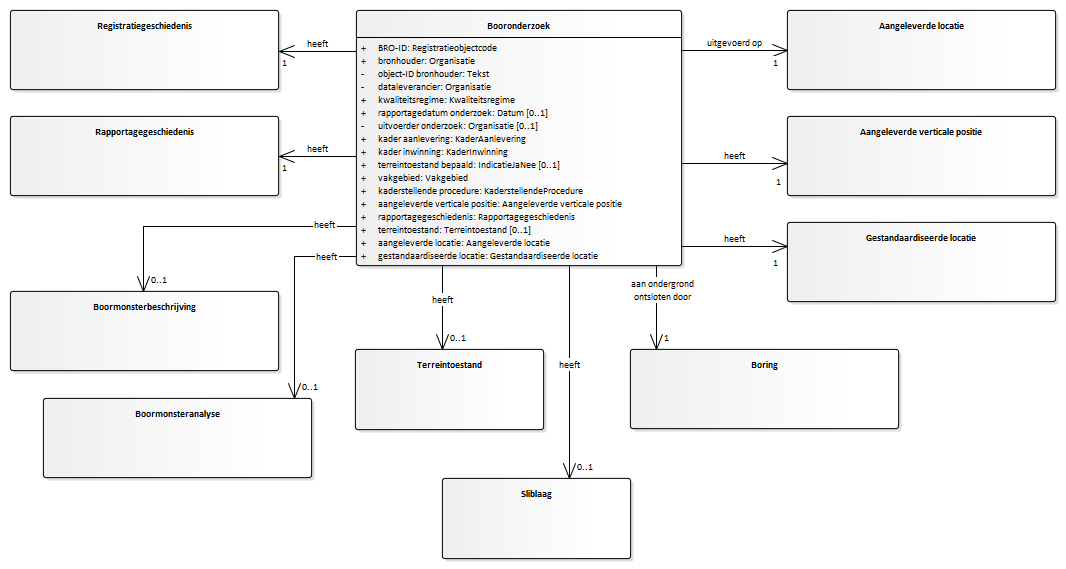 Registratiegeschiedenis
heeft
1
Rapportagegeschiedenis
heeft
1
Booronderzoek
+ BRO-ID: Registratieobjectcode
+ bronhouder: Organisatie
- object-ID bronhouder: Tekst
- dataleverancier: Organisatie
+ kwaliteitsregime: Kwaliteitsregime
+ rapportagedatum onderzoek: Datum [0..1]
- uitvoerder onderzoek: Organisatie [0..1]
+ kader aanlevering: KaderAanlevering
+ kader inwinning: KaderInwinning
+ terreintoestand bepaald: IndicatieJaNee [0..1]
+ vakgebied: Vakgebied
+ kaderstellende procedure: KaderstellendeProcedure
+ aangeleverde verticale positie: Aangeleverde verticale positie
+ rapportagegeschiedenis: Rapportagegeschiedenis
+ terreintoestand: Terreintoestand [0..1]
+ aangeleverde locatie: Aangeleverde locatie
+ gestandaardiseerde locatie: Gestandaardiseerde locatie
uitgevoerd op
1
Aangeleverde locatie
heeft
1
Aangeleverde verticale positie
heeft
1
Gestandaardiseerde locatie
heeft
0..1
Boormonsterbeschrijving
heeft
0..1
Boormonsteranalyse
heeft
0..1
Terreintoestand
heeft
0..1
Sliblaag
aan ondergrond
ontsloten door
1
Boring